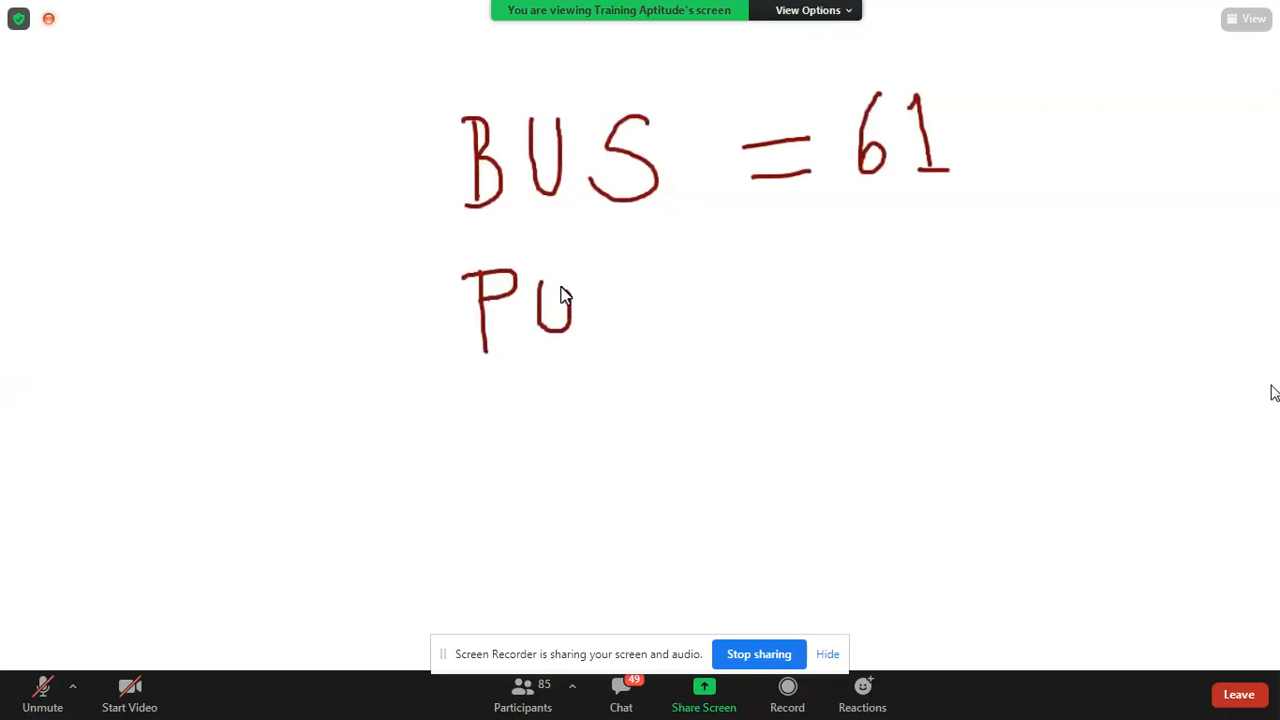 You are viewing Training Aptitude's screen
View Options
View
BUS = 61
PU
Screen Recorder is sharing your screen and audio.
Stop sharing
Hide
Unmute
Start Video
85
Participants
49
Chat
Share Screen
Record
Reactions
Leave